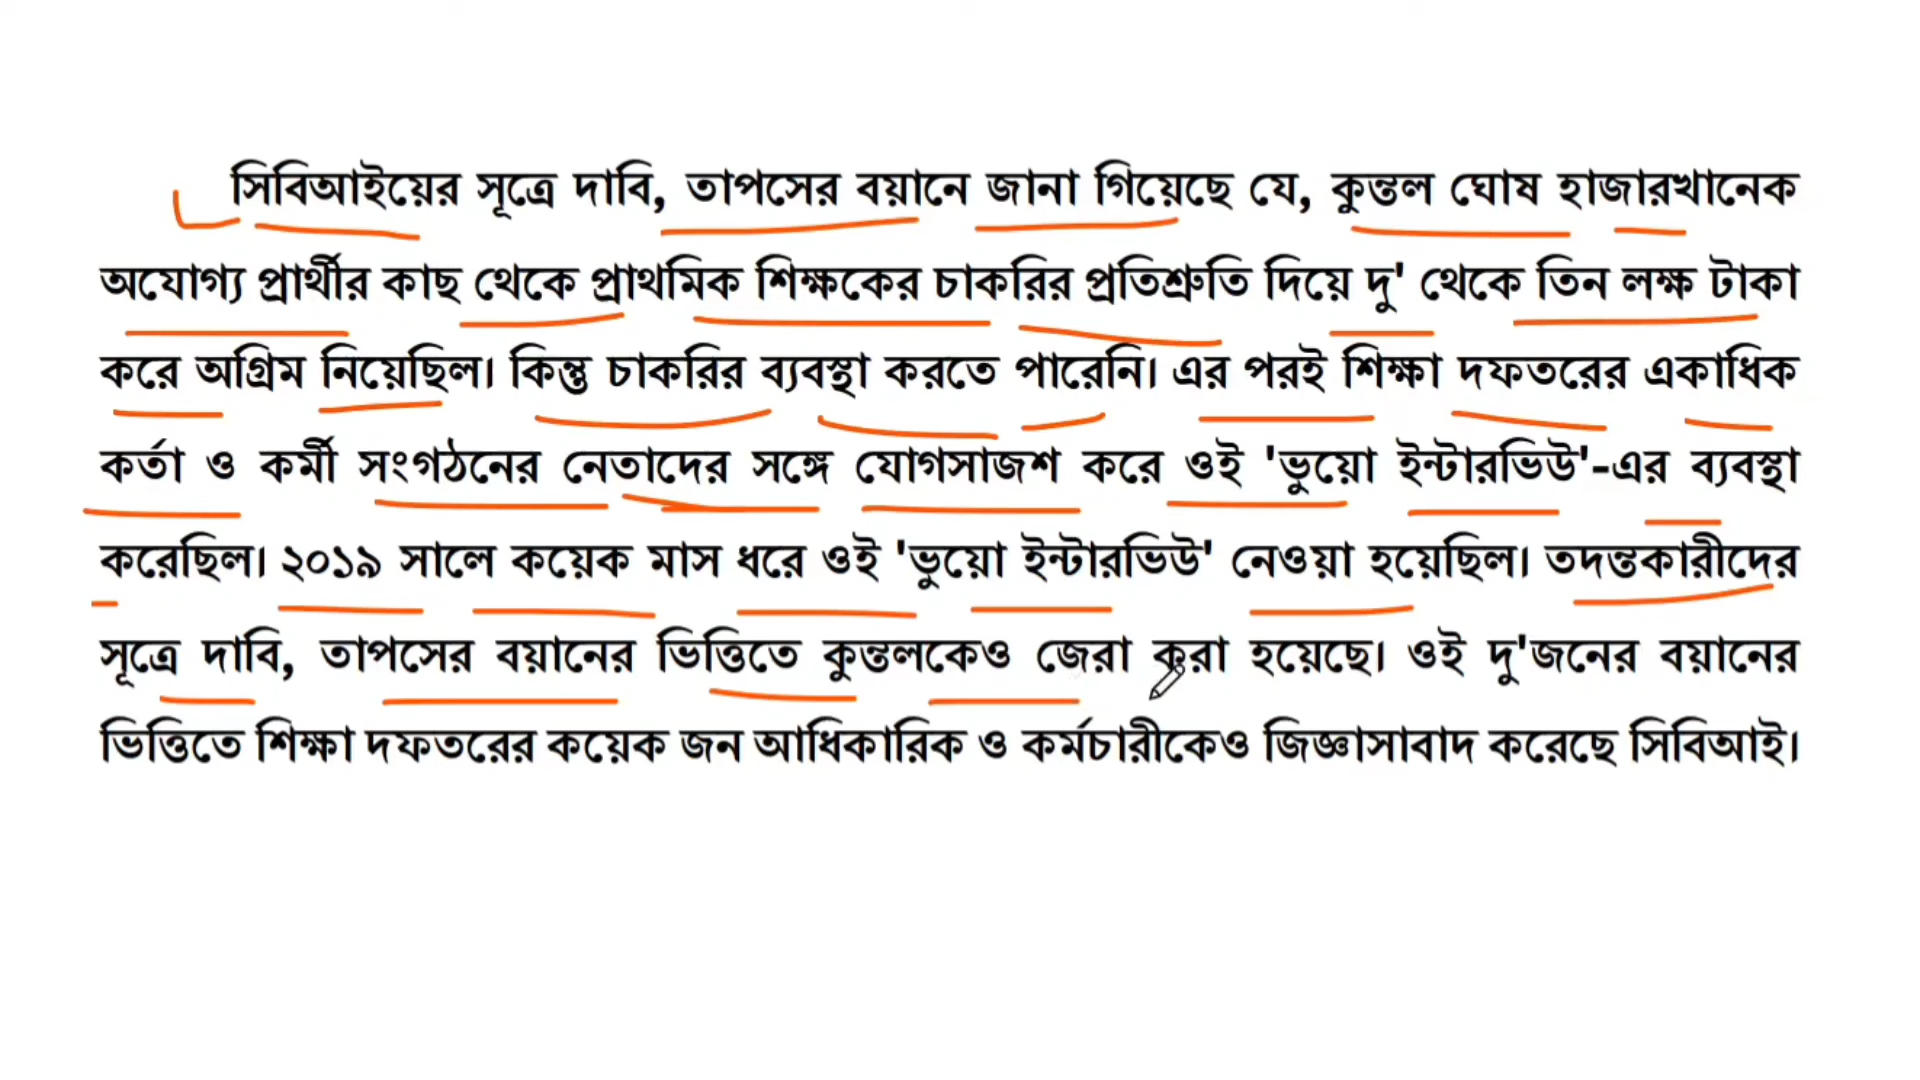 সিবিআইয়ের সূত্রে দাবি, তাপসের বয়ানে জানা গিয়েছে যে, কুন্তল ঘোষ হাজারখানেক
অযোগ্য প্রার্থীর কাছ থেকে প্রাথমিক শিক্ষকের চাকরির প্রতিশ্রুতি দিয়ে দু' থেকে তিন লক্ষ টাকা
করে অগ্রিম নিয়েছিল। কিন্তু চাকরির ব্যবস্থা করতে পারেনি। এর পরই শিক্ষা দফতরের একাধিক
কর্তা ও কর্মী সংগঠনের নেতাদের সঙ্গে যোগসাজশ করে ওই 'ভুয়ো ইন্টারভিউ'-এর ব্যবস্থা
করেছিল। ২০১৯ সালে কয়েক মাস ধরে ওই 'ভুয়ো ইন্টারভিউ' নেওয়া হয়েছিল। তদন্তকারীদের
সূত্রে দাবি, তাপসের বয়ানের ভিত্তিতে কুন্তলকেও জেরা করা হয়েছে। ওই দু'জনের বয়ানের
ভিত্তিতে শিক্ষা দফতরের কয়েক জন আধিকারিক ও কর্মচারীকেও জিজ্ঞাসাবাদ করেছে সিবিআই।